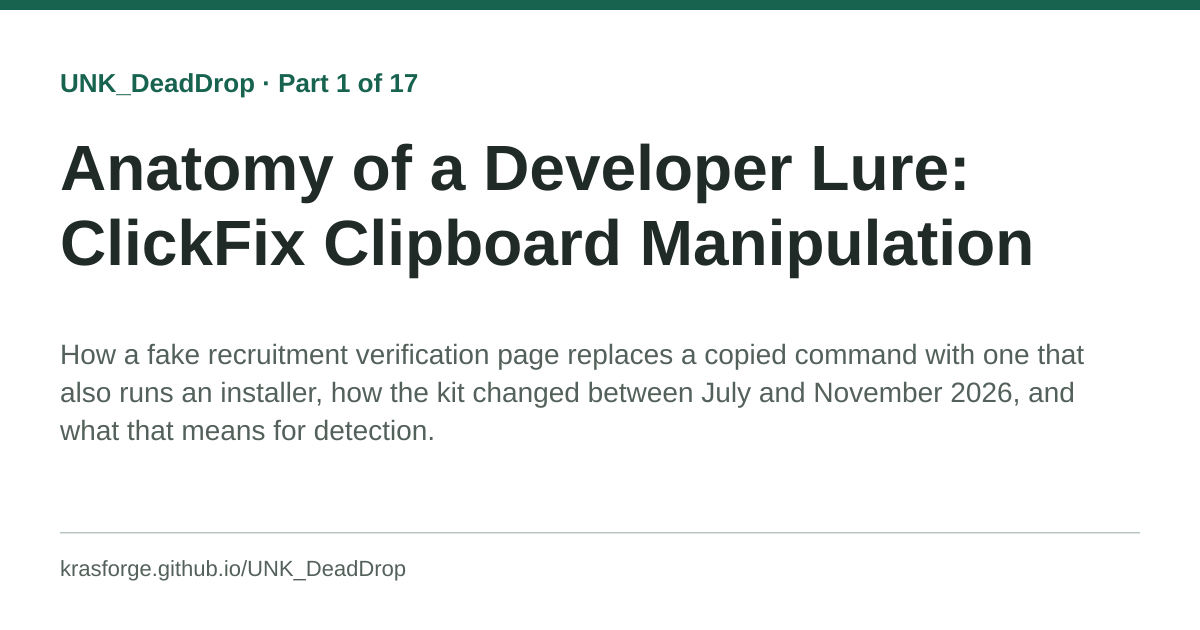 UNK_DeadDrop · Part 1 of 17
Anatomy of a Developer Lure:
ClickFix Clipboard Manipulation
How a fake recruitment verification page replaces a copied command with one that
also runs an installer, how the kit changed between July and November 2026, and
what that means for detection.
krasforge.github.io/UNK_DeadDrop